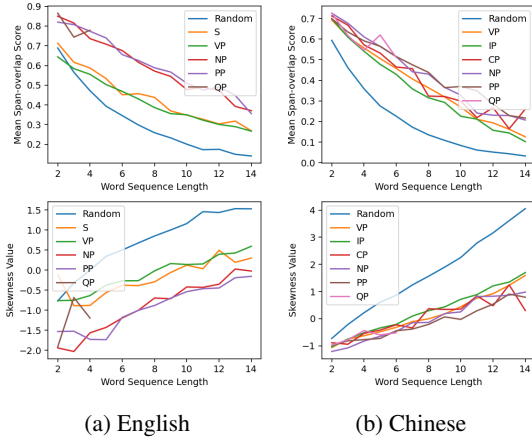 0.9
0.8
0.7
0.6
0.5
0.4
0.3
0.2
Mean Span-overlap Score
Random
S
VP
NP
PP
QP
2 4 6 8 10 12 14
Word Sequence Length
0.7
0.6
0.5
0.4
0.3
0.2
0.1
0.0
Mean Span-overlap Score
Random
VP
IP
CP
NP
PP
QP
2 4 6 8 10 12 14
Word Sequence Length
1.5
1.0
0.5
0.0
-0.5
-1.0
-1.5
-2.0
Skewness Value
Random
S
VP
NP
PP
QP
2 4 6 8 10 12 14
Word Sequence Length
4
3
2
1
0
-1
Skewness Value
Random
VP
IP
CP
NP
PP
QP
2 4 6 8 10 12 14
Word Sequence Length
(a) English
(b) Chinese